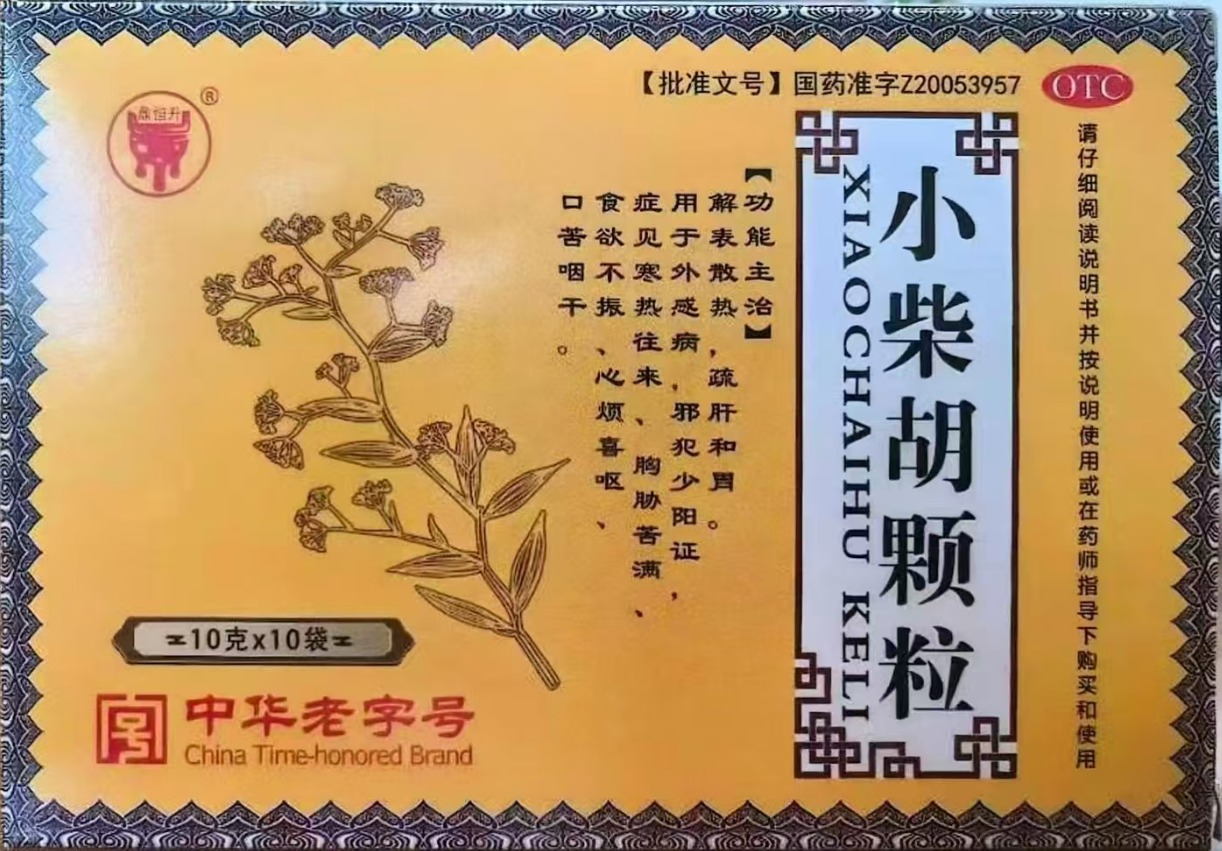 鼎恒升
®
【批准文号】国药准字Z20053957
OTC
请仔细阅读说明书并按说明使用或在药师指导下购买和使用
小柴胡颗粒
XIAOCHAIHU KELI
【功能主治】
解表散热，疏肝和胃。
用于外感病，邪犯少阳证，
症见寒热往来、胸胁苦满、
食欲不振、心烦喜呕、
口苦咽干。
10克x10袋
中华老字号
China Time-honored Brand